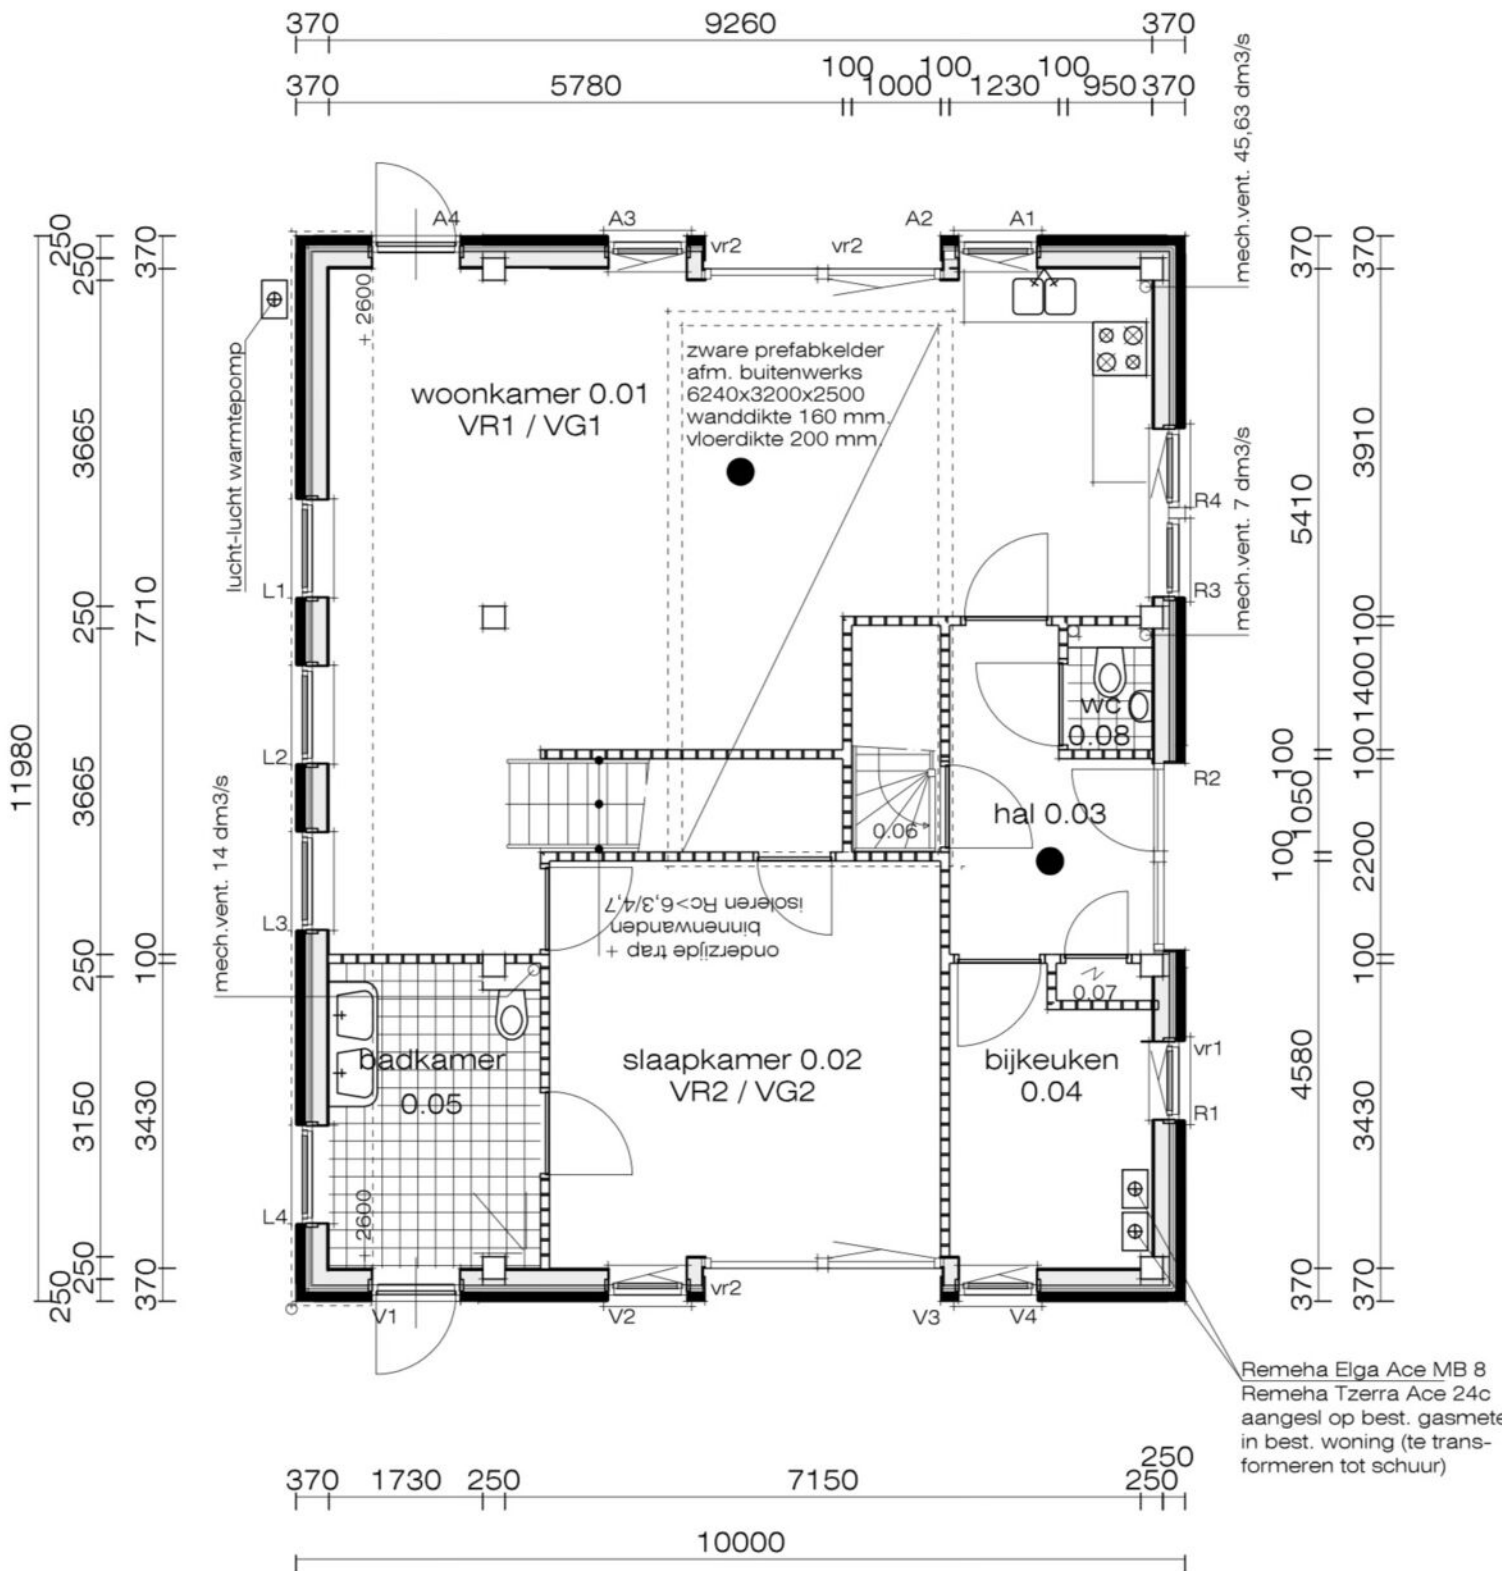 370 9260 370
370 5780 100 1000 100 1230 100 950 370
mech.vent. 45,63 dm3/s
A4 A3 A2 A1
vr2 vr2
250
250
3665
250
3665
250
3150
250
250
370
7710
100
3430
370
11980
+ 2600
lucht-lucht warmtepomp
woonkamer 0.01
VR1 / VG1
zware prefabkelder
afm. buitenwerks
6240x3200x2500
wanddikte 160 mm.
vloerdikte 200 mm.
mech.vent. 7 dm3/s
370
5410
100
1050
100
4580
370
370
3910
100
1400
100
2200
100
3430
370
R4
R3
L1
wc
0.08
L2
R2
hal 0.03
0.06
mech.vent. 14 dm3/s
L3
onderzijde trap +
binnenwanden
isoleren Rc>6,3/4,7
0.07
badkamer
0.05
slaapkamer 0.02
VR2 / VG2
bijkeuken
0.04
vr1
R1
L4
2600
vr2
V1 V2 V3 V4
Remeha Elga Ace MB 8
Remeha Tzerra Ace 24c
aangesl op best. gasmete
in best. woning (te trans-
formeren tot schuur)
370 1730 250 7150 250 250
10000